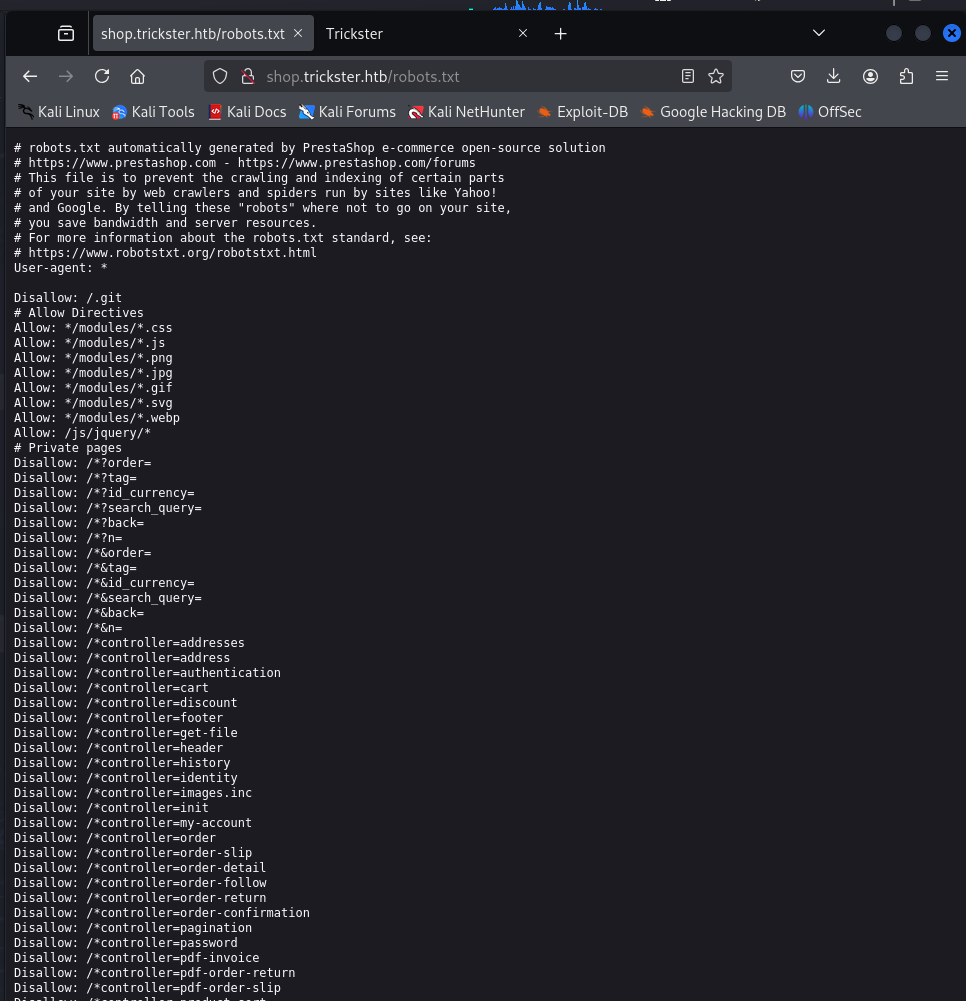 shop.trickster.htb/robots.txt
Trickster
shop.trickster.htb/robots.txt
Kali Linux
Kali Tools
Kali Docs
Kali Forums
Kali NetHunter
Exploit-DB
Google Hacking DB
OffSec
# robots.txt automatically generated by PrestaShop e-commerce open-source solution
# https://www.prestashop.com - https://www.prestashop.com/forums
# This file is to prevent the crawling and indexing of certain parts
# of your site by web crawlers and spiders run by sites like Yahoo!
# and Google. By telling these "robots" where not to go on your site,
# you save bandwidth and server resources.
# For more information about the robots.txt standard, see:
# https://www.robotstxt.org/robotstxt.html
User-agent: *
Disallow: /.git
# Allow Directives
Allow: */modules/*.css
Allow: */modules/*.js
Allow: */modules/*.png
Allow: */modules/*.jpg
Allow: */modules/*.gif
Allow: */modules/*.svg
Allow: */modules/*.webp
Allow: /js/jquery/*
# Private pages
Disallow: /*?order=
Disallow: /*?tag=
Disallow: /*?id_currency=
Disallow: /*?search_query=
Disallow: /*?back=
Disallow: /*?n=
Disallow: /*&order=
Disallow: /*&tag=
Disallow: /*&id_currency=
Disallow: /*&search_query=
Disallow: /*&back=
Disallow: /*&n=
Disallow: /*controller=addresses
Disallow: /*controller=address
Disallow: /*controller=authentication
Disallow: /*controller=cart
Disallow: /*controller=discount
Disallow: /*controller=footer
Disallow: /*controller=get-file
Disallow: /*controller=header
Disallow: /*controller=history
Disallow: /*controller=identity
Disallow: /*controller=images.inc
Disallow: /*controller=init
Disallow: /*controller=my-account
Disallow: /*controller=order
Disallow: /*controller=order-slip
Disallow: /*controller=order-detail
Disallow: /*controller=order-follow
Disallow: /*controller=order-return
Disallow: /*controller=order-confirmation
Disallow: /*controller=pagination
Disallow: /*controller=password
Disallow: /*controller=pdf-invoice
Disallow: /*controller=pdf-order-return
Disallow: /*controller=pdf-order-slip